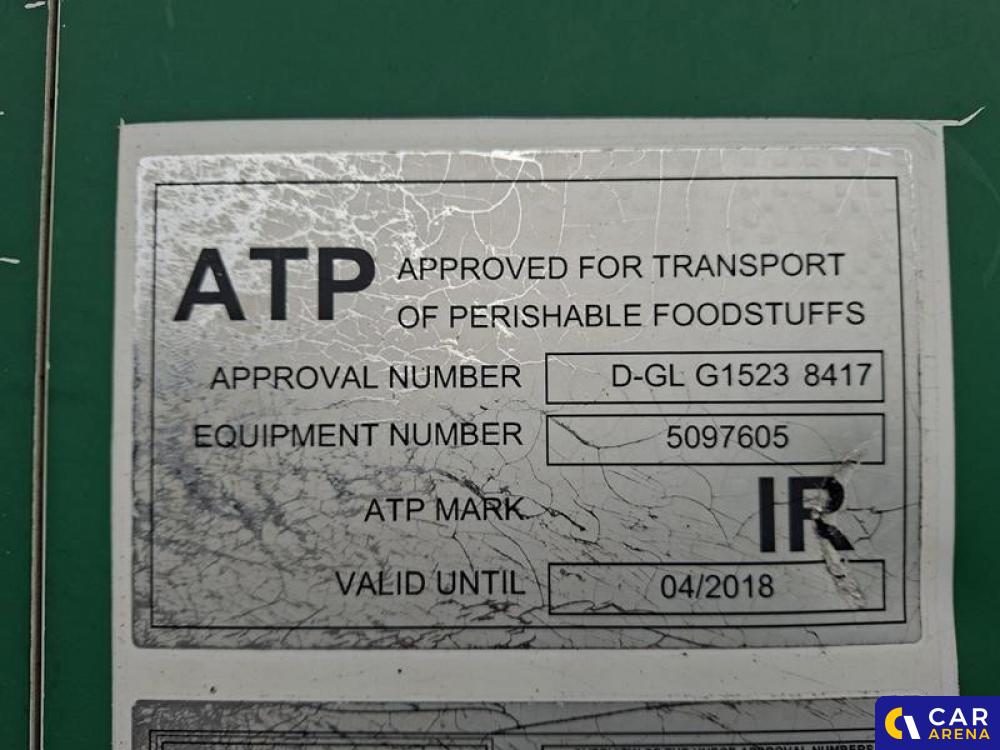 ATP APPROVED FOR TRANSPORT
OF PERISHABLE FOODSTUFFS
APPROVAL NUMBER D-GL G1523 8417
EQUIPMENT NUMBER 5097605
ATP MARK IR
VALID UNTIL 04/2018
CAR
ARENA